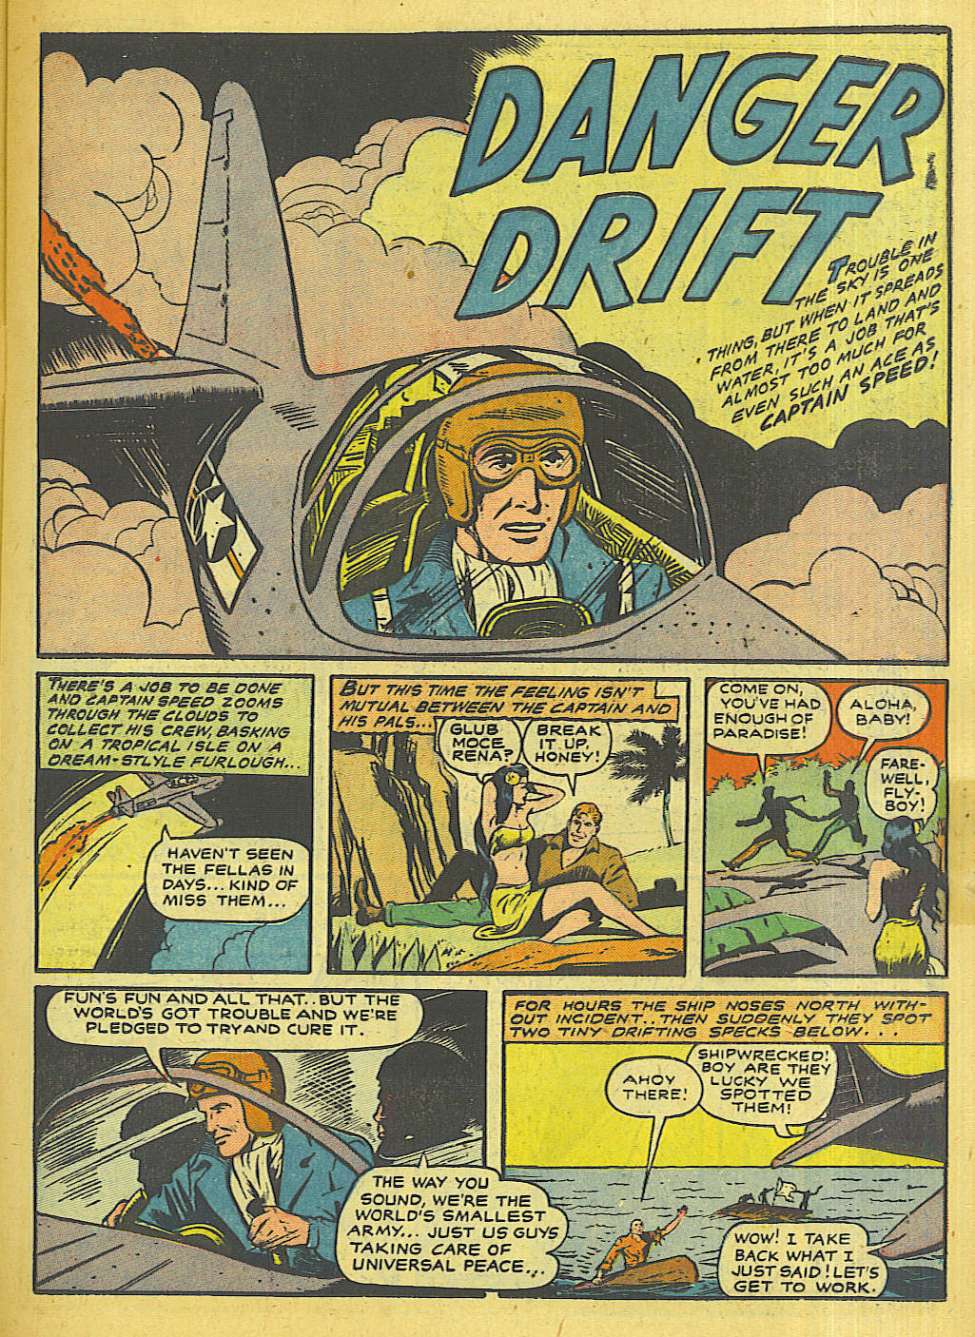 DANGER
DRIFT
TROUBLE IN
THE SKY IS ONE
THING, BUT WHEN IT SPREADS
FROM THERE TO LAND AND
WATER, IT'S A JOB THAT'S
ALMOST TOO MUCH FOR
EVEN SUCH AN ACE AS
CAPTAIN SPEED!
THERE'S A JOB TO BE DONE
AND CAPTAIN SPEED ZOOMS
THROUGH THE CLOUDS TO
COLLECT HIS CREW, BASKING
ON A TROPICAL ISLE ON A
DREAM-STLYLE FURLOUGH...
HAVEN'T SEEN
THE FELLAS IN
DAYS... KIND OF
MISS THEM...
BUT THIS TIME THE FEELING ISN'T
MUTUAL BETWEEN THE CAPTAIN AND
HIS PALS...
GLUB
MOCE
RENA?
BREAK
IT UP,
HONEY!
COME ON,
YOU'VE HAD
ENOUGH OF
PARADISE!
ALOHA,
BABY!
FARE-
WELL,
FLY-
BOY!
FUN'S FUN AND ALL THAT..BUT THE
WORLD'S GOT TROUBLE AND WE'RE
PLEDGED TO TRY AND CURE IT.
THE WAY YOU
SOUND, WE'RE THE
WORLD'S SMALLEST
ARMY... JUST US GUYS
TAKING CARE OF
UNIVERSAL PEACE...
FOR HOURS THE SHIP NOSES NORTH WITH-
OUT INCIDENT..THEN SUDDENLY THEY SPOT
TWO TINY DRIFTING SPECKS BELOW...
AHOY
THERE!
SHIPWRECKED!
BOY ARE THEY
LUCKY WE
SPOTTED
THEM!
WOW! I TAKE
BACK WHAT I
JUST SAID! LET'S
GET TO WORK.